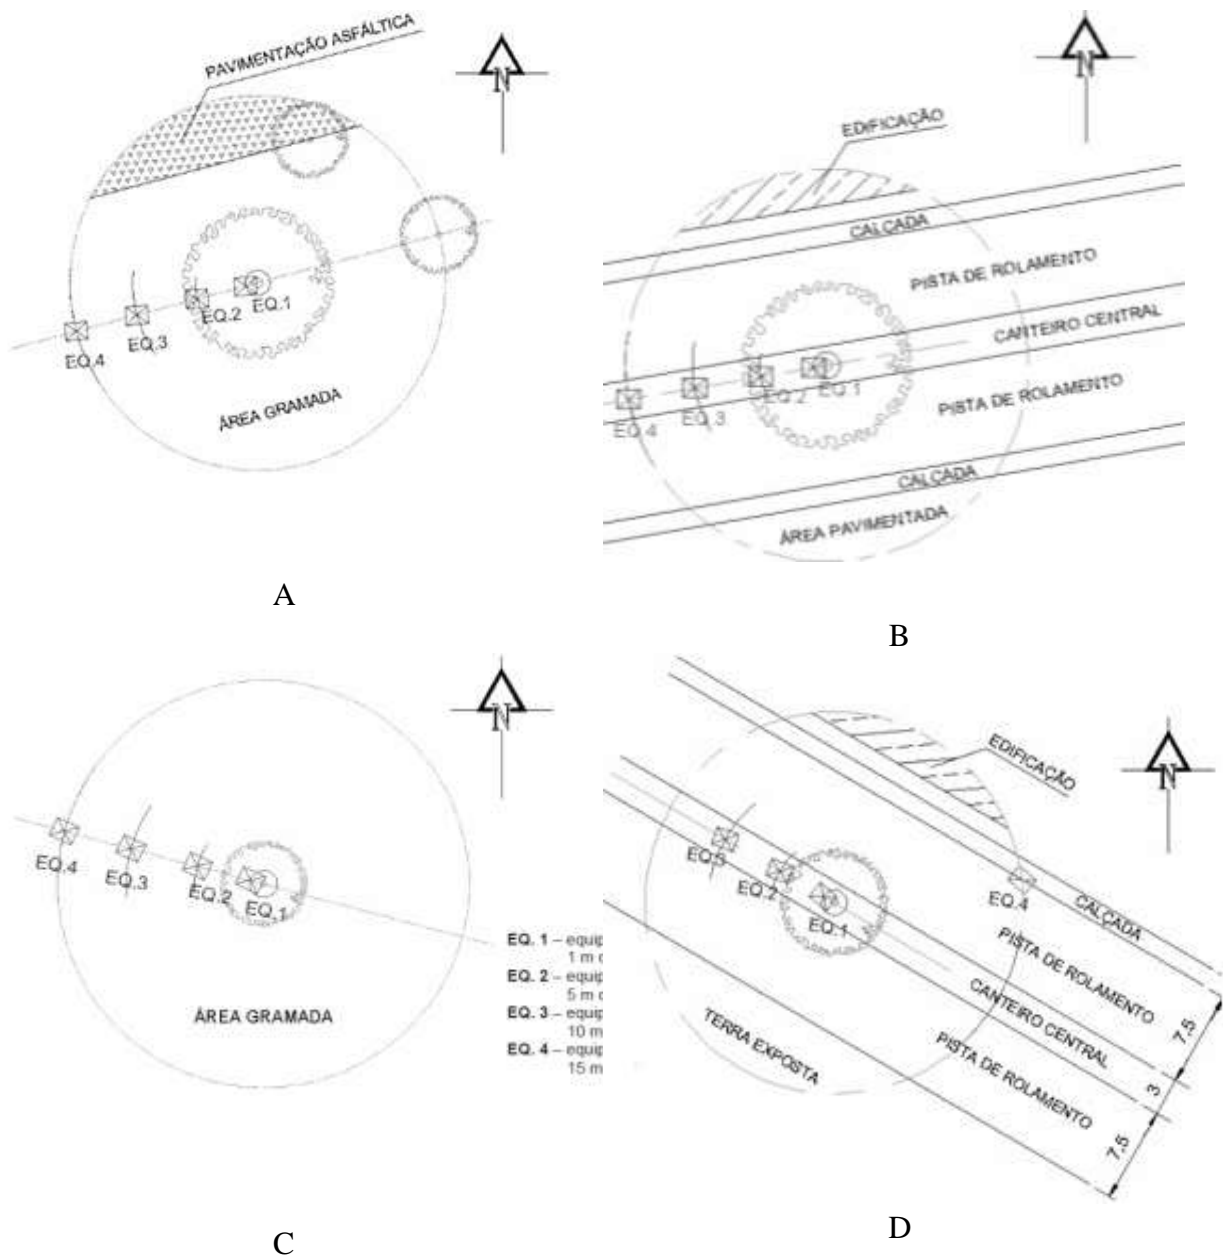 PAVIMENTAÇÃO ASFÁLTICA
N
EQ.1
EQ.2
EQ.3
EQ.4
ÁREA GRAMADA
A
N
EDIFICAÇÃO
CALÇADA
PISTA DE ROLAMENTO
CANTEIRO CENTRAL
EQ.1
EQ.2
EQ.3
EQ.4
PISTA DE ROLAMENTO
CALÇADA
ÁREA PAVIMENTADA
B
N
EQ.4
EQ.3
EQ.2
EQ.1
ÁREA GRAMADA
EQ. 1 – equip
1 m
EQ. 2 – equip
5 m
EQ. 3 – equip
10 m
EQ. 4 – equip
15 m
C
EDIFICAÇÃO
N
EQ.3
EQ.2
EQ.1
EQ.4
CALÇADA
PISTA DE ROLAMENTO
CANTEIRO CENTRAL
PISTA DE ROLAMENTO
TERRA EXPOSTA
7,5
3
7,5
D